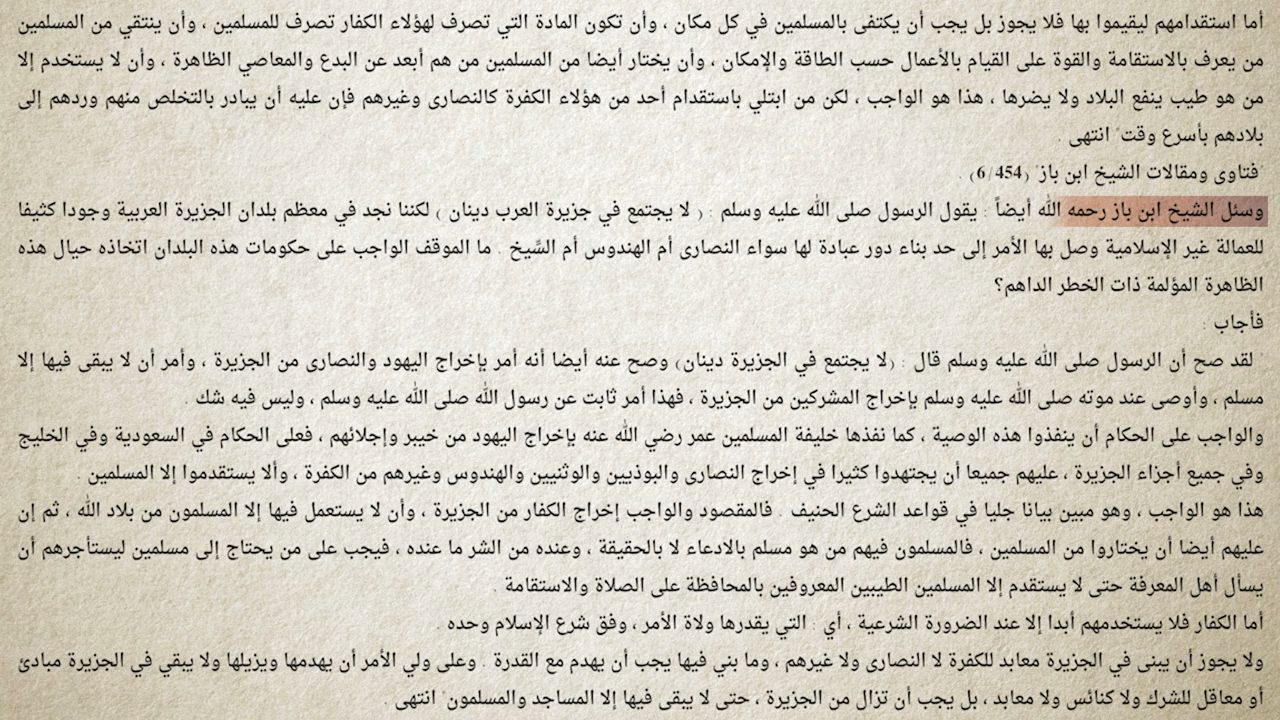 أما استقدامهم ليقيموا بها فلا يجوز بل يجب أن يكتفى بالمسلمين في كل مكان ، وأن تكون المادة التي تصرف لهؤلاء الكفار تصرف للمسلمين ، وأن ينتقي من المسلمين
من يعرف بالاستقامة والقوة على القيام بالأعمال حسب الطاقة والإمكان ، وأن يختار أيضا من المسلمين من هم أبعد عن البدع والمعاصي الظاهرة ، وأن لا يستخدم إلا
من هو طيب ينفع البلاد ولا يضرها ، هذا هو الواجب ، لكن من ابتلي باستقدام أحد من هؤلاء الكفرة كالنصارى وغيرهم فإن عليه أن يبادر بالتخلص منهم وردهم إلى
بلادهم بأسرع وقت" انتهى .
"فتاوى ومقالات الشيخ ابن باز" (6/454) .
وسئل الشيخ ابن باز رحمه الله أيضاً : يقول الرسول صلى الله عليه وسلم : ( لا يجتمع في جزيرة العرب دينان ) لكننا نجد في معظم بلدان الجزيرة العربية وجودا كثيفا
للعمالة غير الإسلامية وصل بها الأمر إلى حد بناء دور عبادة لها سواء النصارى أم الهندوس أم السِّيخ . ما الموقف الواجب على حكومات هذه البلدان اتخاذه حيال هذه
الظاهرة المؤلمة ذات الخطر الداهم؟
فأجاب :
" لقد صح أن الرسول صلى الله عليه وسلم قال : (لا يجتمع في الجزيرة دينان) وصح عنه أيضا أنه أمر بإخراج اليهود والنصارى من الجزيرة ، وأمر أن لا يبقى فيها إلا
مسلم ، وأوصى عند موته صلى الله عليه وسلم بإخراج المشركين من الجزيرة ، فهذا أمر ثابت عن رسول الله صلى الله عليه وسلم ، وليس فيه شك .
والواجب على الحكام أن ينفذوا هذه الوصية ، كما نفذها خليفة المسلمين عمر رضي الله عنه بإخراج اليهود من خيبر وإجلائهم ، فعلى الحكام في السعودية وفي الخليج
وفي جميع أجزاء الجزيرة ، عليهم جميعا أن يجتهدوا كثيرا في إخراج النصارى والبوذيين والوثنيين والهندوس وغيرهم من الكفرة ، وألا يستقدموا إلا المسلمين .
هذا هو الواجب ، وهو مبين بيانا جليا في قواعد الشرع الحنيف . فالمقصود والواجب إخراج الكفار من الجزيرة ، وأن لا يستعمل فيها إلا المسلمون من بلاد الله ، ثم إن
عليهم أيضا أن يختاروا من المسلمين ، فالمسلمون فيهم من هو مسلم بالادعاء لا بالحقيقة ، وعنده من الشر ما عنده ، فيجب على من يحتاج إلى مسلمين ليستأجرهم أن
يسأل أهل المعرفة حتى لا يستقدم إلا المسلمين الطيبين المعروفين بالمحافظة على الصلاة والاستقامة .
أما الكفار فلا يستخدمهم أبدا إلا عند الضرورة الشرعية ، أي : التي يقدرها ولاة الأمر ، وفق شرع الإسلام وحده .
ولا يجوز أن يبنى في الجزيرة معابد للكفرة لا النصارى ولا غيرهم ، وما بني فيها يجب أن يهدم مع القدرة . وعلى ولي الأمر أن يهدمها ويزيلها ولا يبقي في الجزيرة مبادئ
أو معاقل للشرك ولا كنائس ولا معابد ، بل يجب أن تزال من الجزيرة ، حتى لا يبقى فيها إلا المساجد والمسلمون" انتهى .